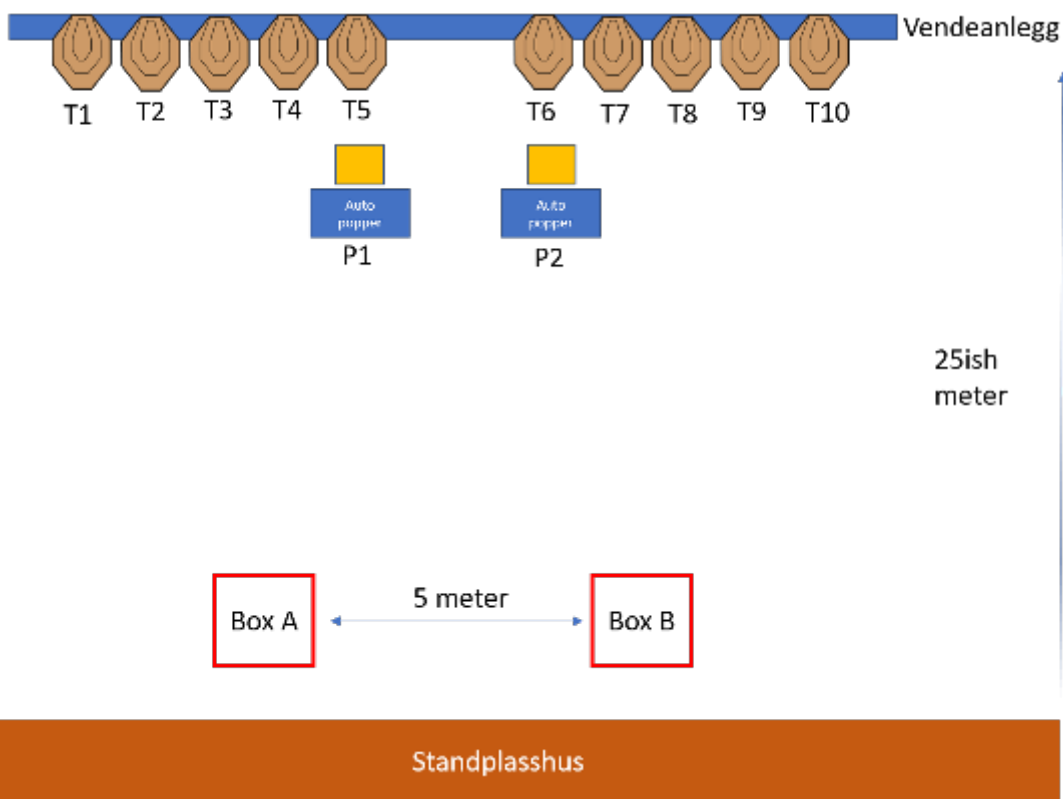 Vendeanlegg
T1 T2 T3 T4 T5 T6 T7 T8 T9 T10
Auto
popper
P1
Auto
popper
P2
25ish
meter
5 meter
Box A
Box B
Standplasshus